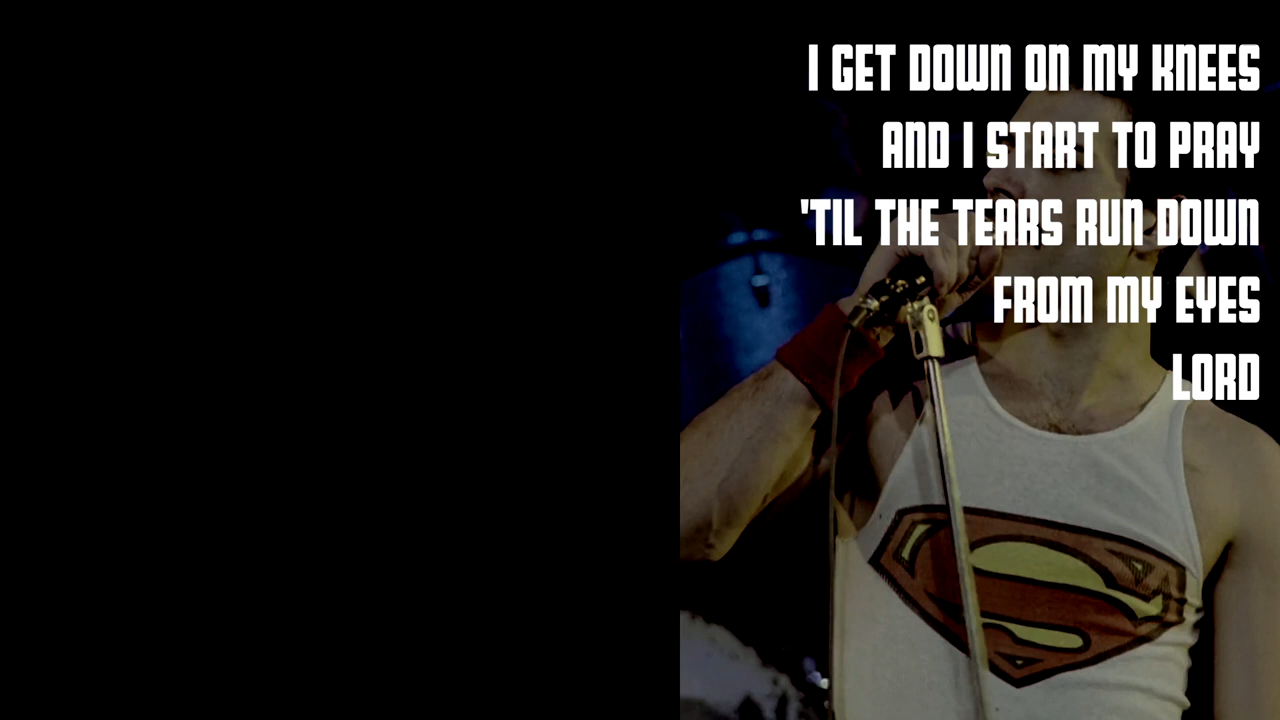 I GET DOWN ON MY KNEES
AND I START TO PRAY
'TIL THE TEARS RUN DOWN
FROM MY EYES
LORD